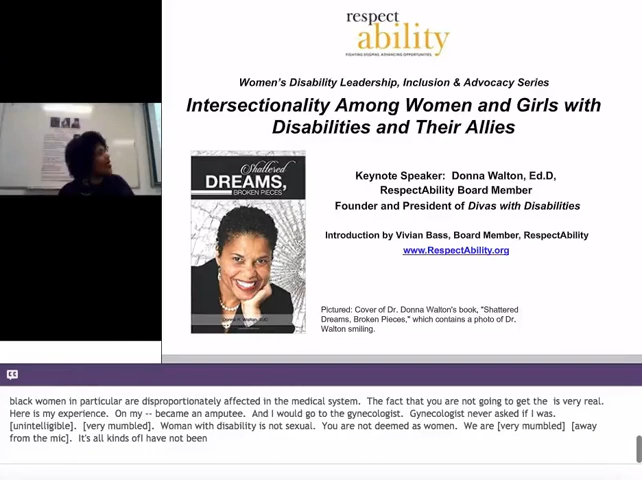 respect
ability
FIGHTING STIGMAS. ADVANCING OPPORTUNITIES.
Women's Disability Leadership, Inclusion & Advocacy Series
Intersectionality Among Women and Girls with
Disabilities and Their Allies
Shattered
DREAMS,
BROKEN PIECES
Keynote Speaker: Donna Walton, Ed.D,
RespectAbility Board Member
Founder and President of Divas with Disabilities
Introduction by Vivian Bass, Board Member, RespectAbility
www.RespectAbility.org
Pictured: Cover of Dr. Donna Walton's book, "Shattered
Dreams, Broken Pieces," which contains a photo of Dr.
Walton smiling.
black women in particular are disproportionately affected in the medical system. The fact that you are not going to get the is very real.
Here is my experience. On my -- became an amputee. And I would go to the gynecologist. Gynecologist never asked if I was.
[unintelligible]. [very mumbled]. Woman with disability is not sexual. You are not deemed as women. We are [very mumbled] [away
from the mic]. It's all kinds ofI have not been